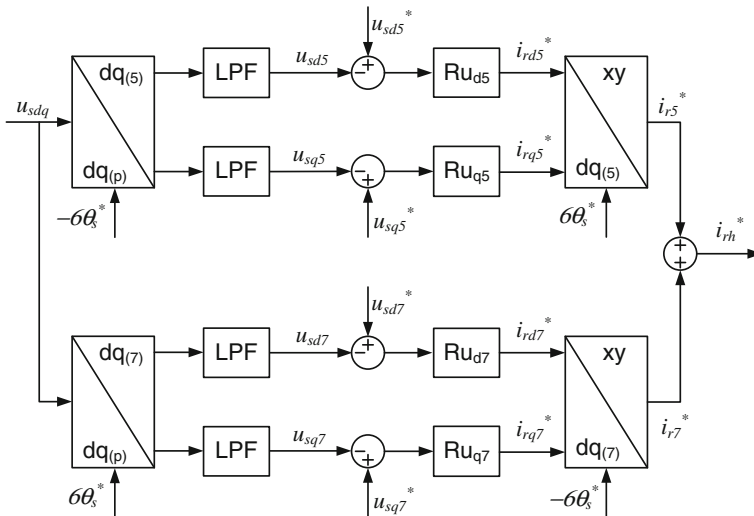 u_sd5*
dq(5) LPF u_sd5 − + Ru_d5 i_rd5* xy
u_sdq i_r5*
dq(p) LPF u_sq5 − + Ru_q5 i_rq5* dq(5)
−6θ_s* u_sq5* 6θ_s*
+ + i_rh*
u_sd7*
dq(7) LPF u_sd7 − + Ru_d7 i_rd7* xy
i_r7*
dq(p) LPF u_sq7 − + Ru_q7 i_rq7* dq(7)
6θ_s* u_sq7* −6θ_s*